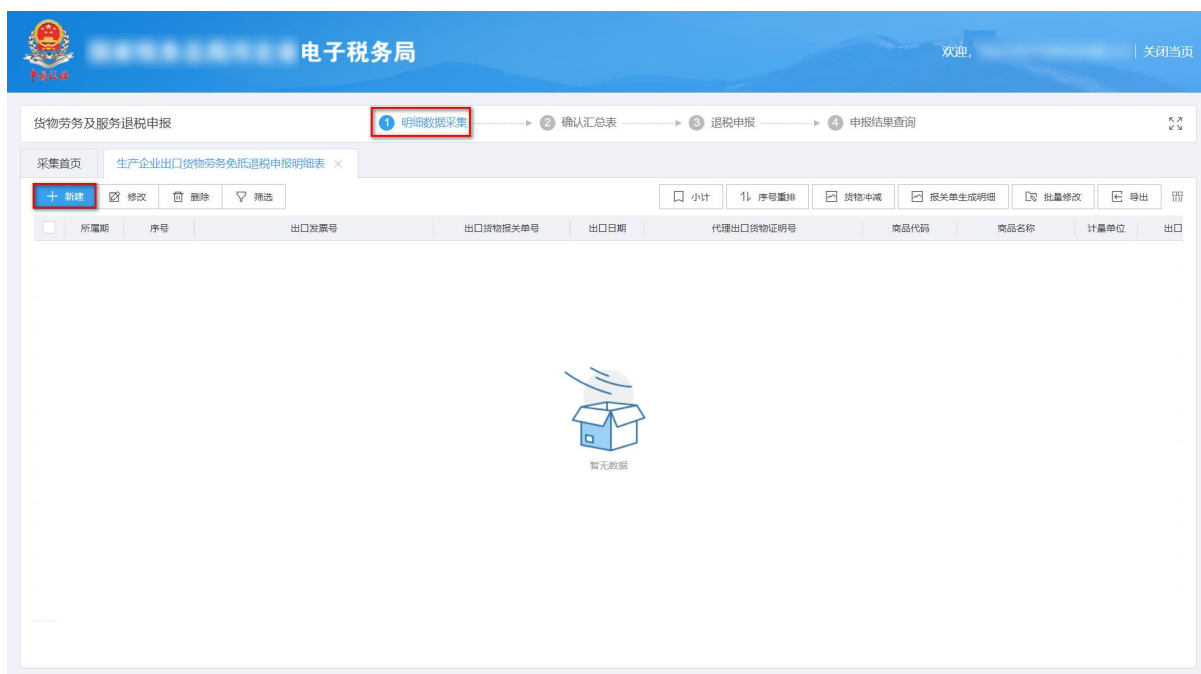 电子税务局
欢迎,
关闭当页
中国税务
货物劳务及服务退税申报
1 明细数据采集
2 确认汇总表
3 退税申报
4 申报结果查询
采集首页
生产企业出口货物劳务免抵退税申报明细表 ×
新建
修改
删除
筛选
小计
序号重排
货物冲减
报关单生成明细
批量修改
导出
所属期 序号 出口发票号 出口货物报关单号 出口日期 代理出口货物证明号 商品代码 商品名称 计量单位 出口
暂无数据